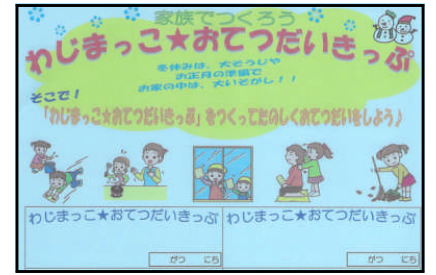 家族でつくろう
わじまっこ★おてつだいきっぷ
冬休みは、大そうじや
お正月の準備で
お家の中は、大いそがし！！
そこで！
「わじまっこ★おてつだいきっぷ」をつくってたのしくおてつだいをしよう♪
わじまっこ★おてつだいきっぷ
がつ にち
わじまっこ★おてつだいきっぷ
がつ にち